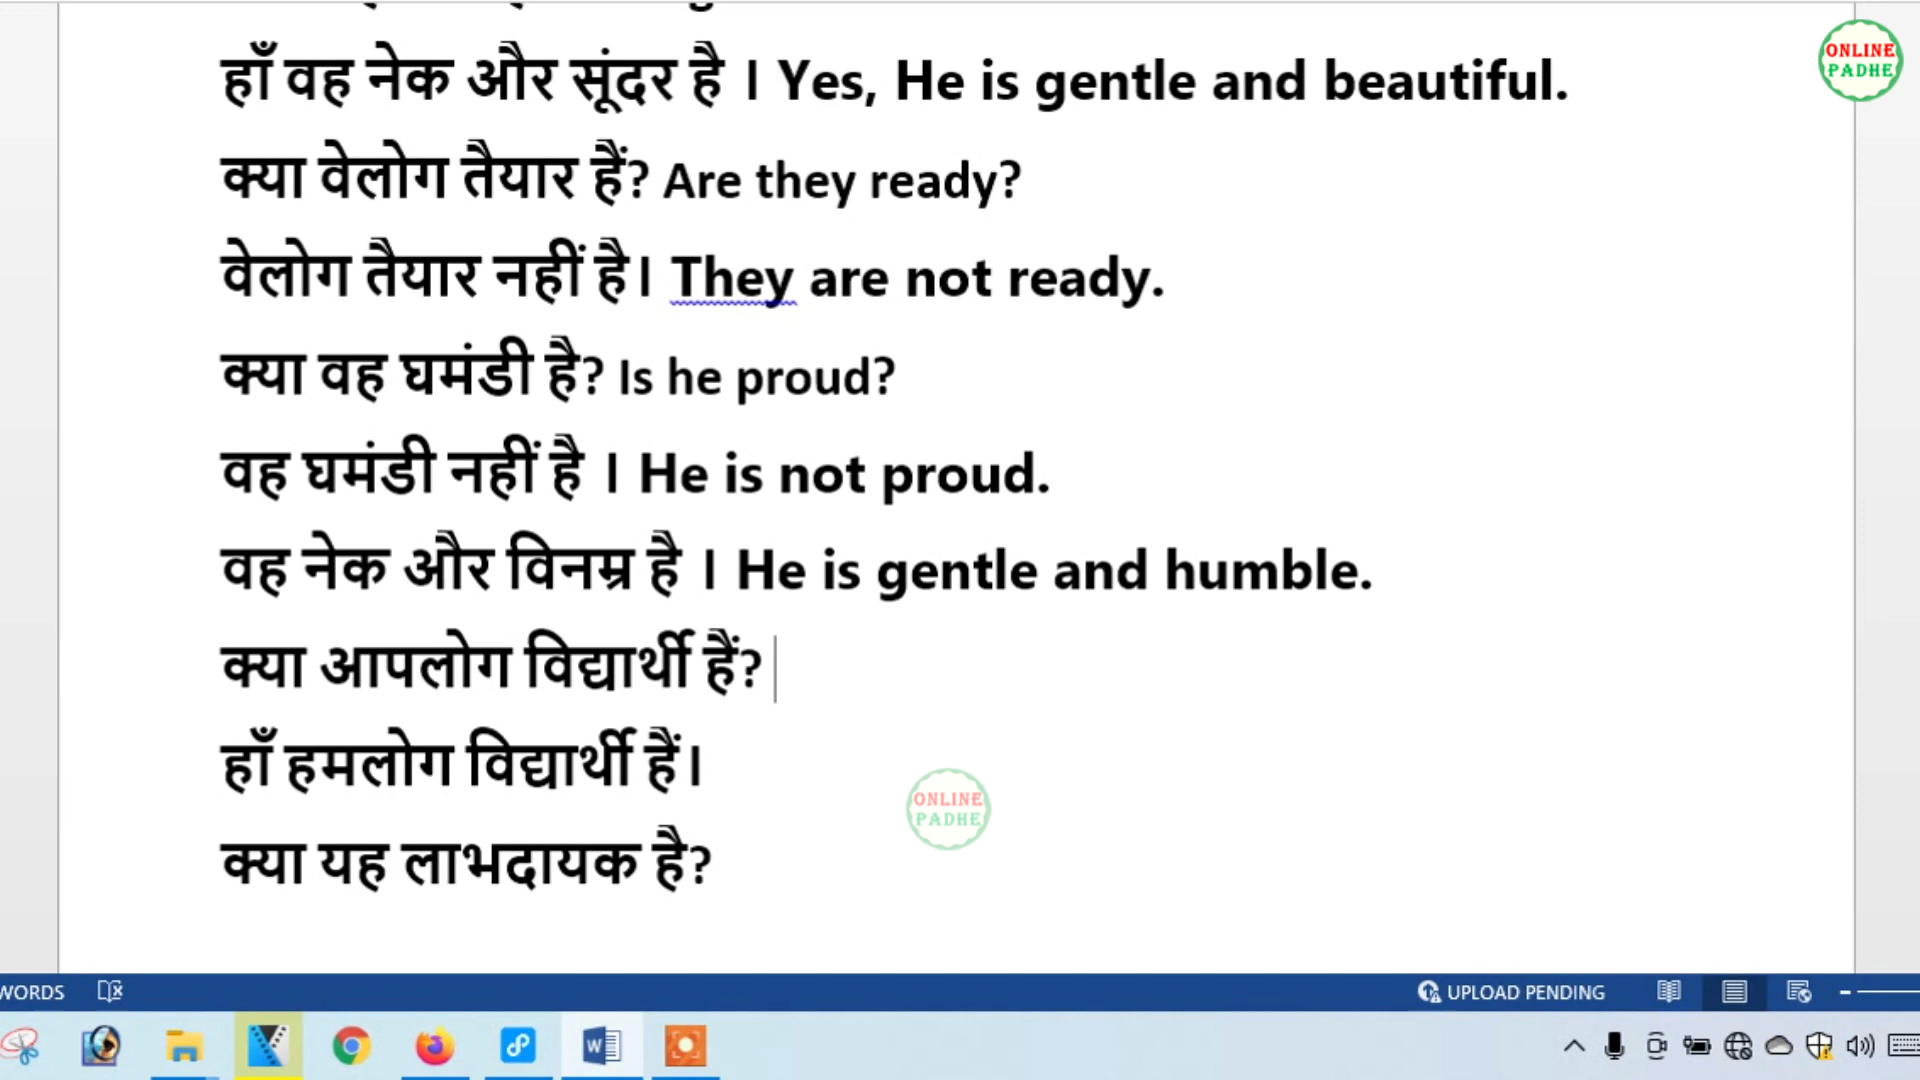 हाँ वह नेक और सूंदर है । Yes, He is gentle and beautiful.
ONLINE
PADHE
क्या वेलोग तैयार हैं? Are they ready?
वेलोग तैयार नहीं है। They are not ready.
क्या वह घमंडी है? Is he proud?
वह घमंडी नहीं है । He is not proud.
वह नेक और विनम्र है । He is gentle and humble.
क्या आपलोग विद्यार्थी हैं?
हाँ हमलोग विद्यार्थी हैं।
ONLINE
PADHE
क्या यह लाभदायक है?
WORDS UPLOAD PENDING